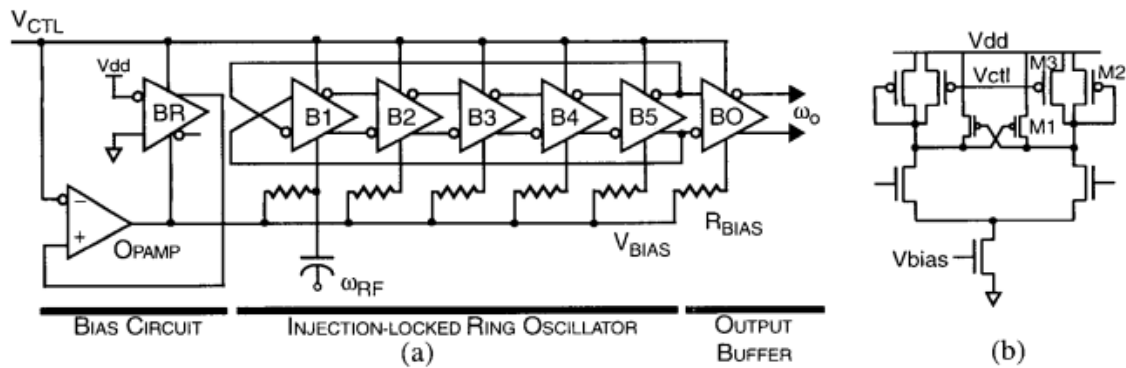 VCTL
Vdd
BR
B1 B2 B3 B4 B5 BO
ωo
−
+
OPAMP
VBIAS
RBIAS
ωRF
BIAS CIRCUIT
INJECTION-LOCKED RING OSCILLATOR
OUTPUT
BUFFER
(a)
Vdd
Vctl
M3
M2
M1
Vbias
(b)